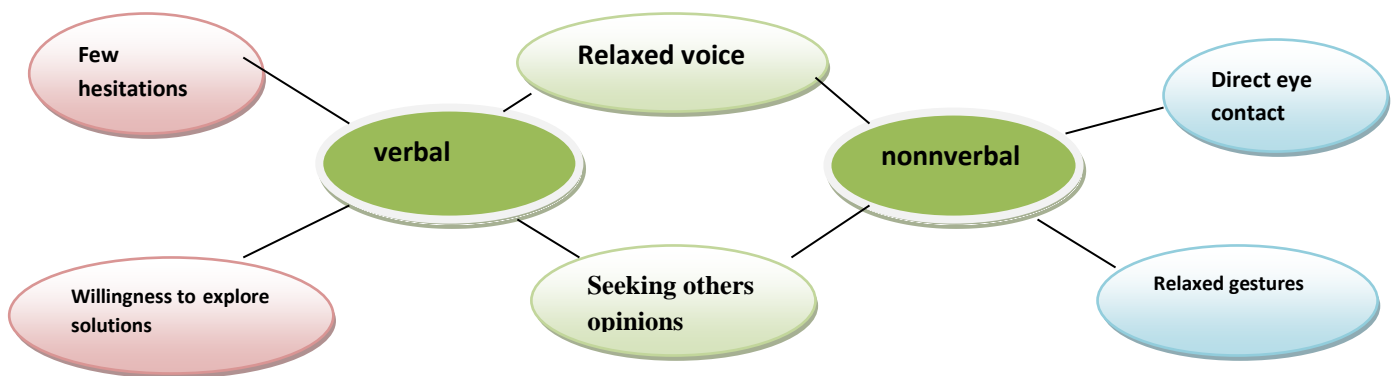 Few
hesitations
Relaxed voice
Direct eye
contact
verbal
nonnverbal
Willingness to explore
solutions
Seeking others
opinions
Relaxed gestures